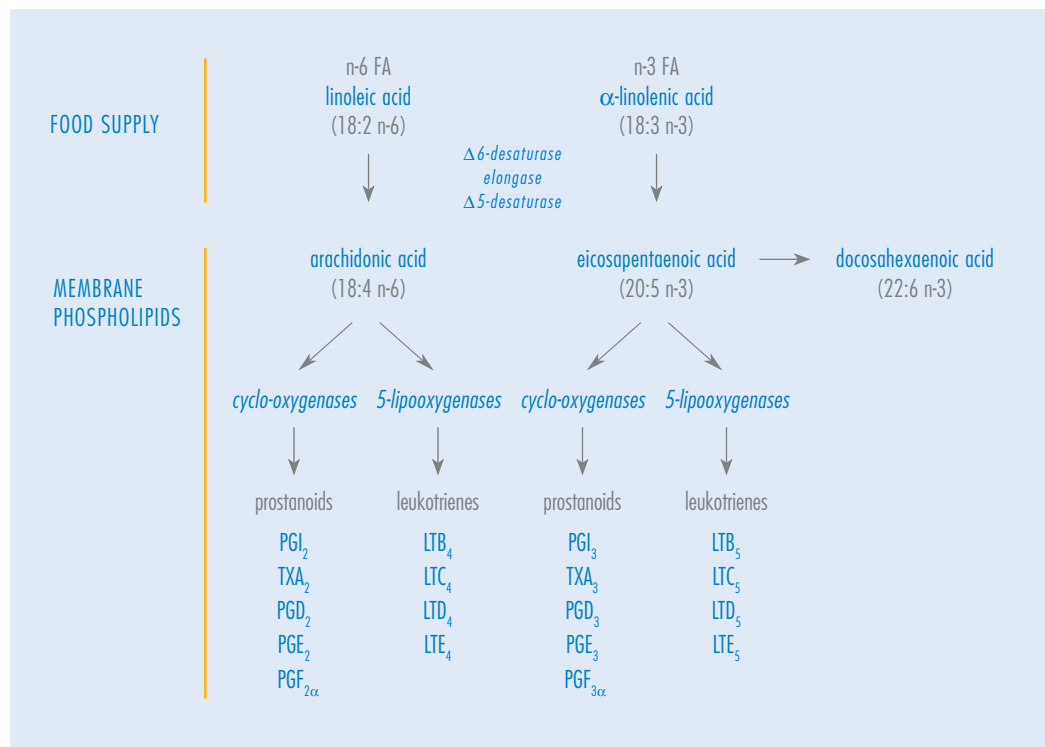 n-6 FA
linoleic acid
(18:2 n-6)
n-3 FA
α-linolenic acid
(18:3 n-3)
FOOD SUPPLY
Δ6-desaturase
elongase
Δ5-desaturase
MEMBRANE
PHOSPHOLIPIDS
arachidonic acid
(18:4 n-6)
eicosapentaenoic acid
(20:5 n-3)
docosahexaenoic acid
(22:6 n-3)
cyclo-oxygenases
5-lipooxygenases
cyclo-oxygenases
5-lipooxygenases
prostanoids
PGI₂
TXA₂
PGD₂
PGE₂
PGF₂α
leukotrienes
LTB₄
LTC₄
LTD₄
LTE₄
prostanoids
PGI₃
TXA₃
PGD₃
PGE₃
PGF₃α
leukotrienes
LTB₅
LTC₅
LTD₅
LTE₅